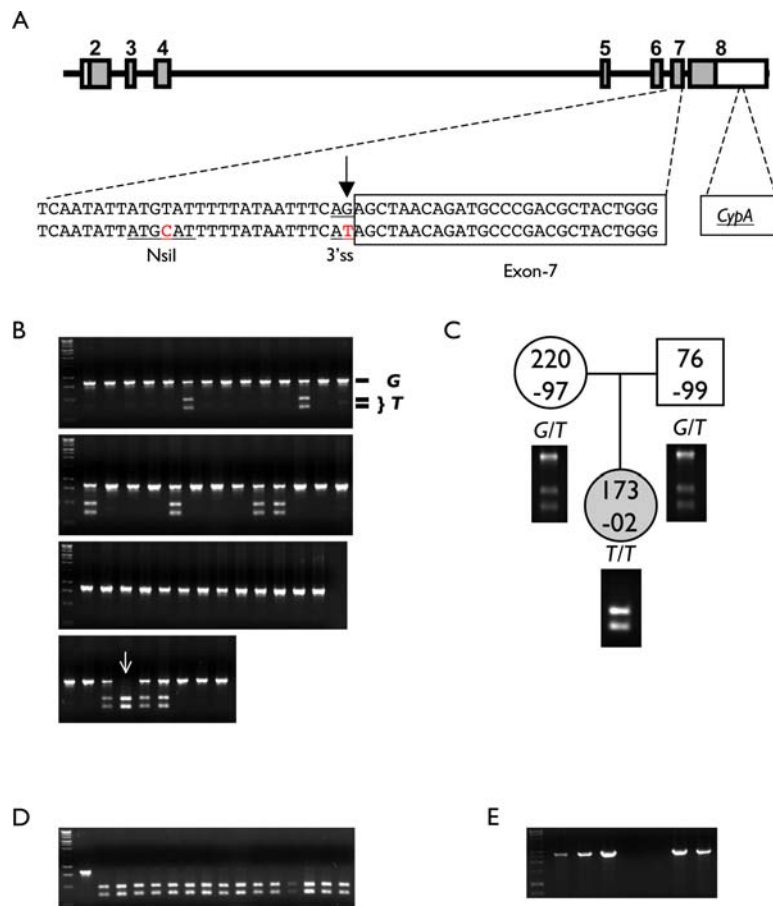 A
2 3 4 5 6 7 8
TCAATATTATGTATTTTTATAATTTCAGAGCTAACAGATGCCCGACGCTACTGGG
TCAATATTATGCATTTTTATAATTTCATAGCTAACAGATGCCCGACGCTACTGGG
NsiI 3'ss
Exon-7
CypA
B
G
} T
C
220
-97
76
-99
G/T G/T
173
-02
T/T
D
E